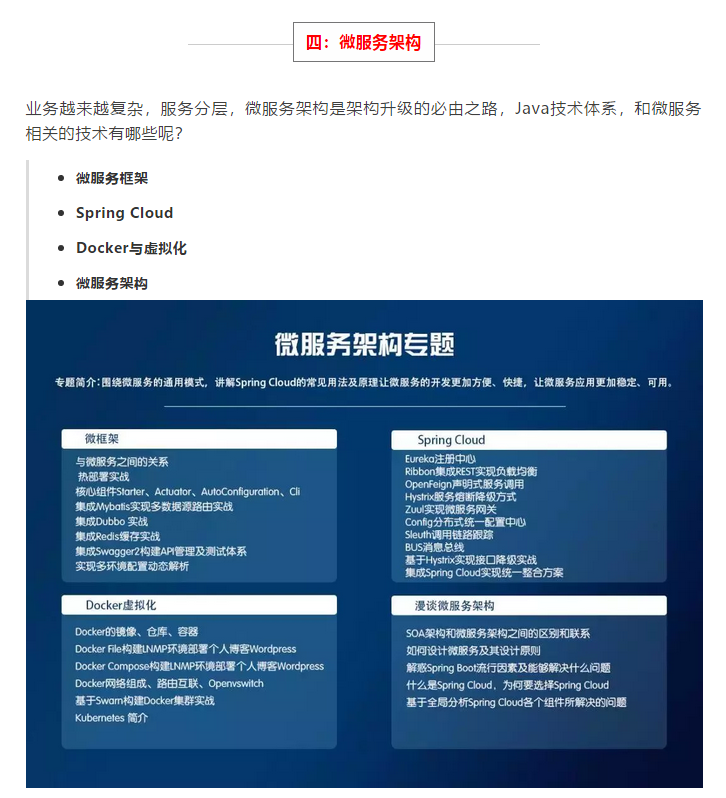 四：微服务架构
业务越来越复杂，服务分层，微服务架构是架构升级的必由之路，Java技术体系，和微服务
相关的技术有哪些呢？
微服务框架
Spring Cloud
Docker与虚拟化
微服务架构
微服务架构专题
专题简介：围绕微服务的通用模式，讲解Spring Cloud的常见用法及原理让微服务的开发更加方便、快捷，让微服务应用更加稳定、可用。
微框架
与微服务之间的关系
热部署实战
核心组件Starter、Actuator、AutoConfiguration、Cli
集成Mybatis实现多数据源路由实战
集成Dubbo 实战
集成Redis缓存实战
集成Swagger2构建API管理及测试体系
实现多环境配置动态解析
Spring Cloud
Eureka注册中心
Ribbon集成REST实现负载均衡
OpenFeign声明式服务调用
Hystrix服务熔断降级方式
Zuul实现微服务网关
Config分布式统一配置中心
Sleuth调用链路跟踪
BUS消息总线
基于Hystrix实现接口降级实战
集成Spring Cloud实现统一整合方案
Docker虚拟化
Docker的镜像、仓库、容器
Docker File构建LNMP环境部署个人博客Wordpress
Docker Compose构建LNMP环境部署个人博客Wordpress
Docker网络组成、路由互联、Openvswitch
基于Swarm构建Docker集群实战
Kubernetes 简介
漫谈微服务架构
SOA架构和微服务架构之间的区别和联系
如何设计微服务及其设计原则
解惑Spring Boot流行因素及能够解决什么问题
什么是Spring Cloud，为何要选择Spring Cloud
基于全局分析Spring Cloud各个组件所解决的问题